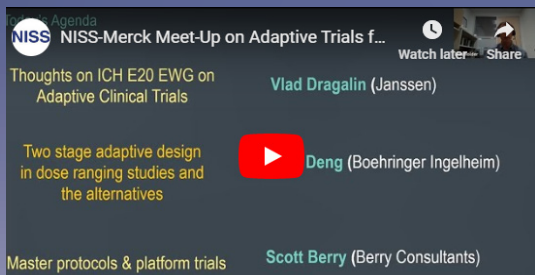 Today's Agenda
NISS
NISS-Merck Meet-Up on Adaptive Trials f...
Watch later
Share
Thoughts on ICH E20 EWG on
Adaptive Clinical Trials
Vlad Dragalin (Janssen)
Two stage adaptive design
in dose ranging studies and
the alternatives
Deng (Boehringer Ingelheim)
Master protocols & platform trials
Scott Berry (Berry Consultants)